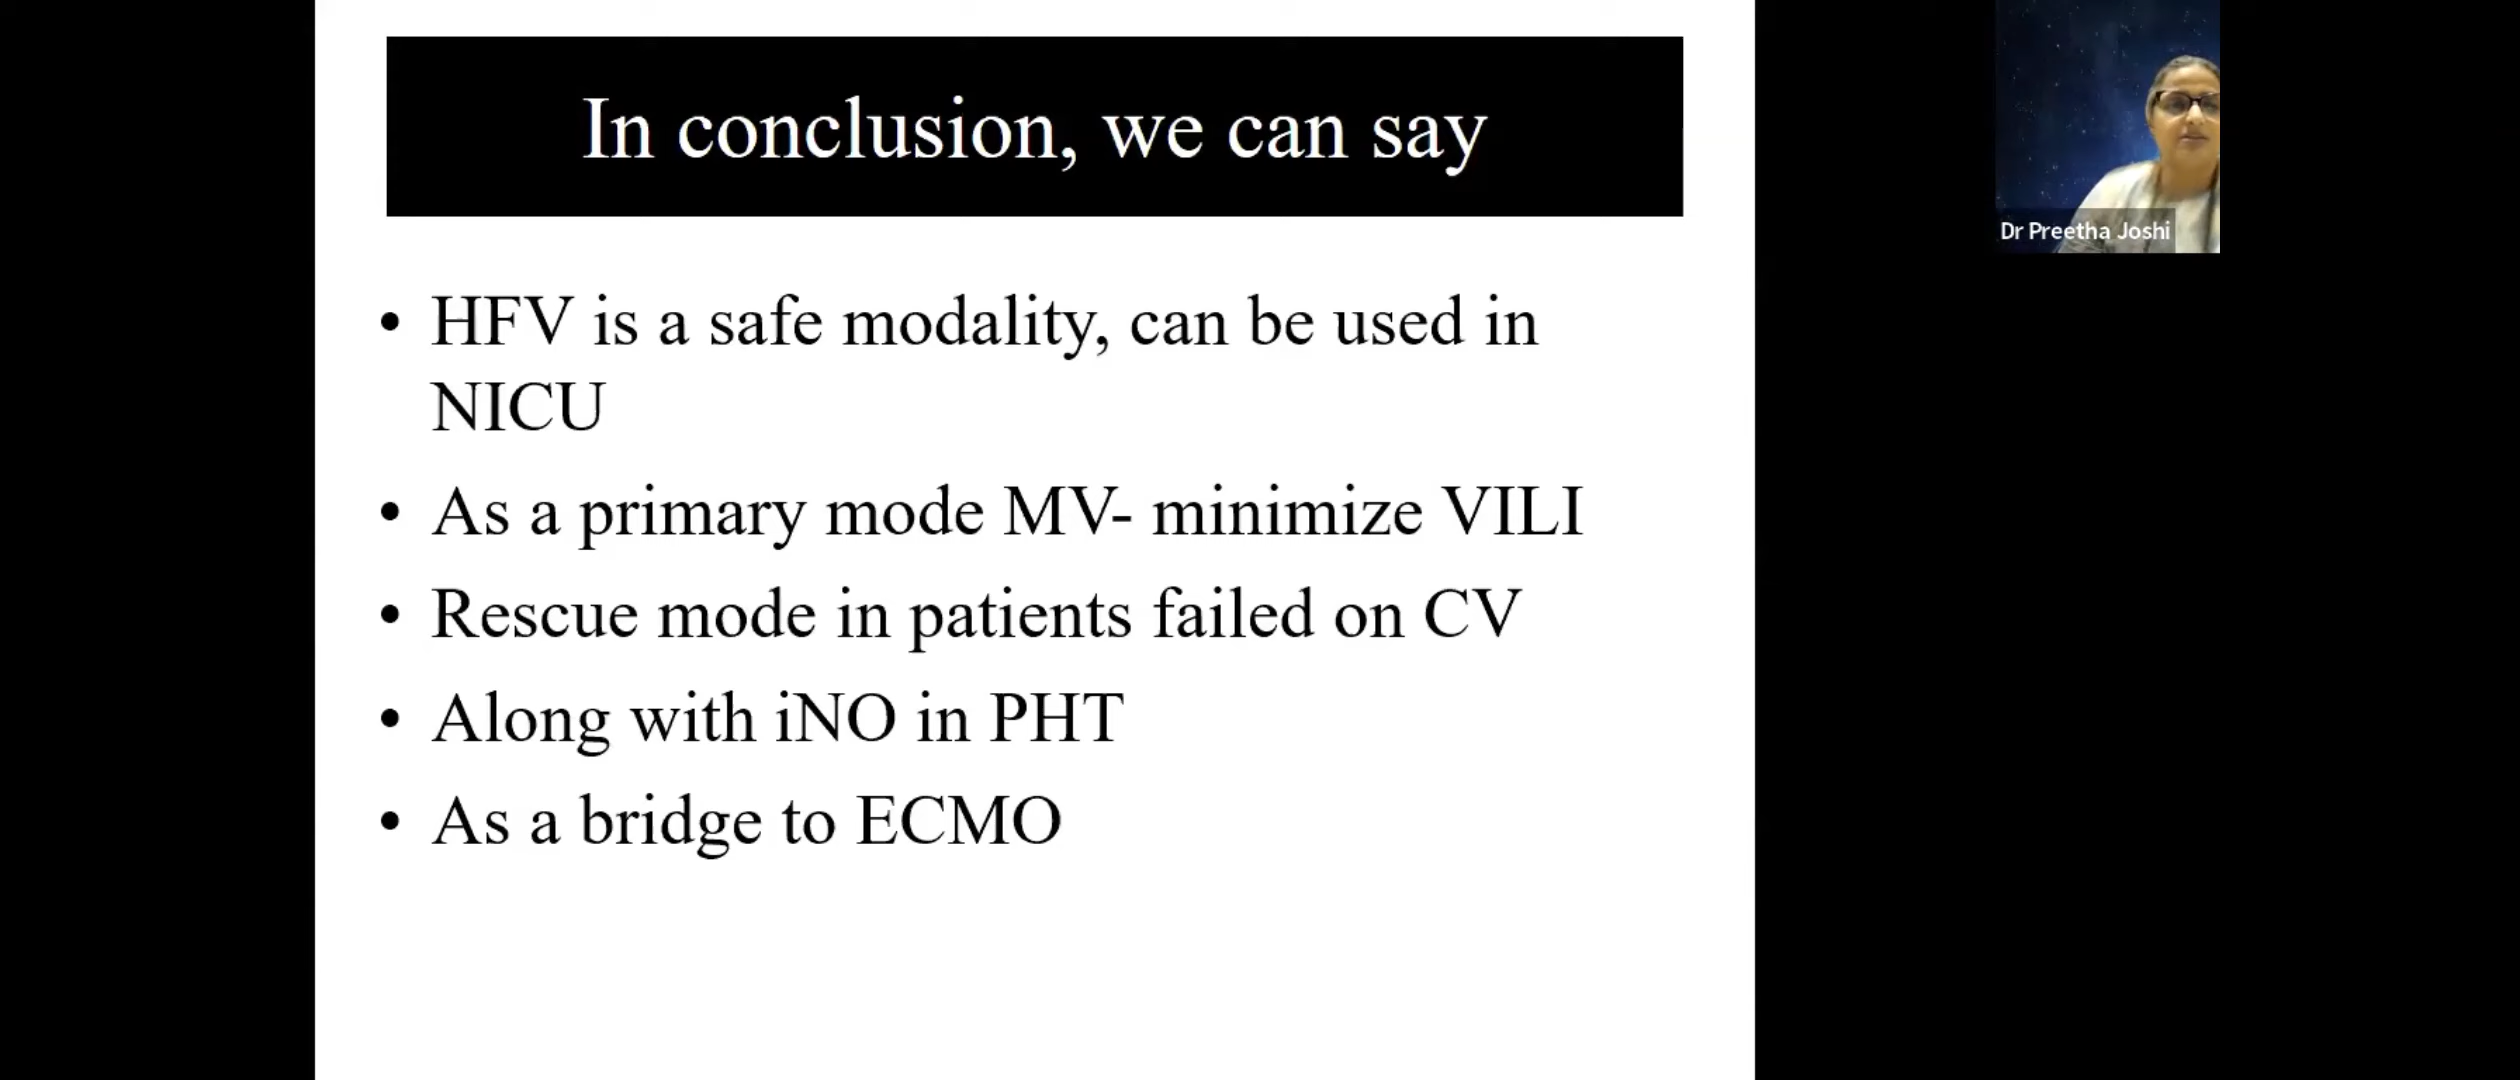 In conclusion, we can say
• HFV is a safe modality, can be used in
NICU
• As a primary mode MV- minimize VILI
• Rescue mode in patients failed on CV
• Along with iNO in PHT
• As a bridge to ECMO
Dr Preetha Joshi